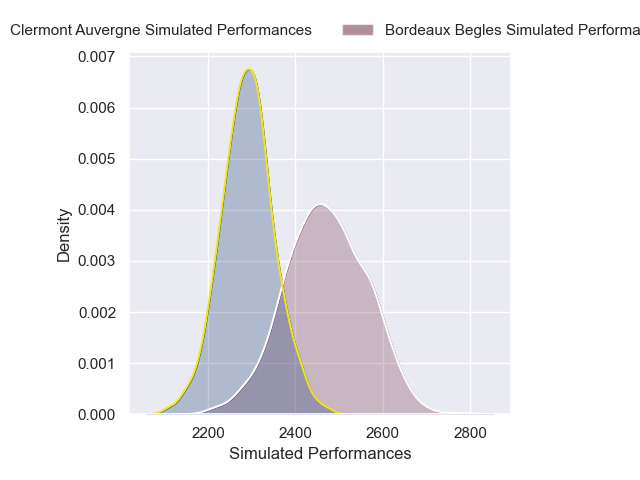 Clermont Auvergne Simulated Performances
Bordeaux Begles Simulated Performa
0.007
0.006
0.005
0.004
0.003
0.002
0.001
0.000
Density
2200 2400 2600 2800
Simulated Performances